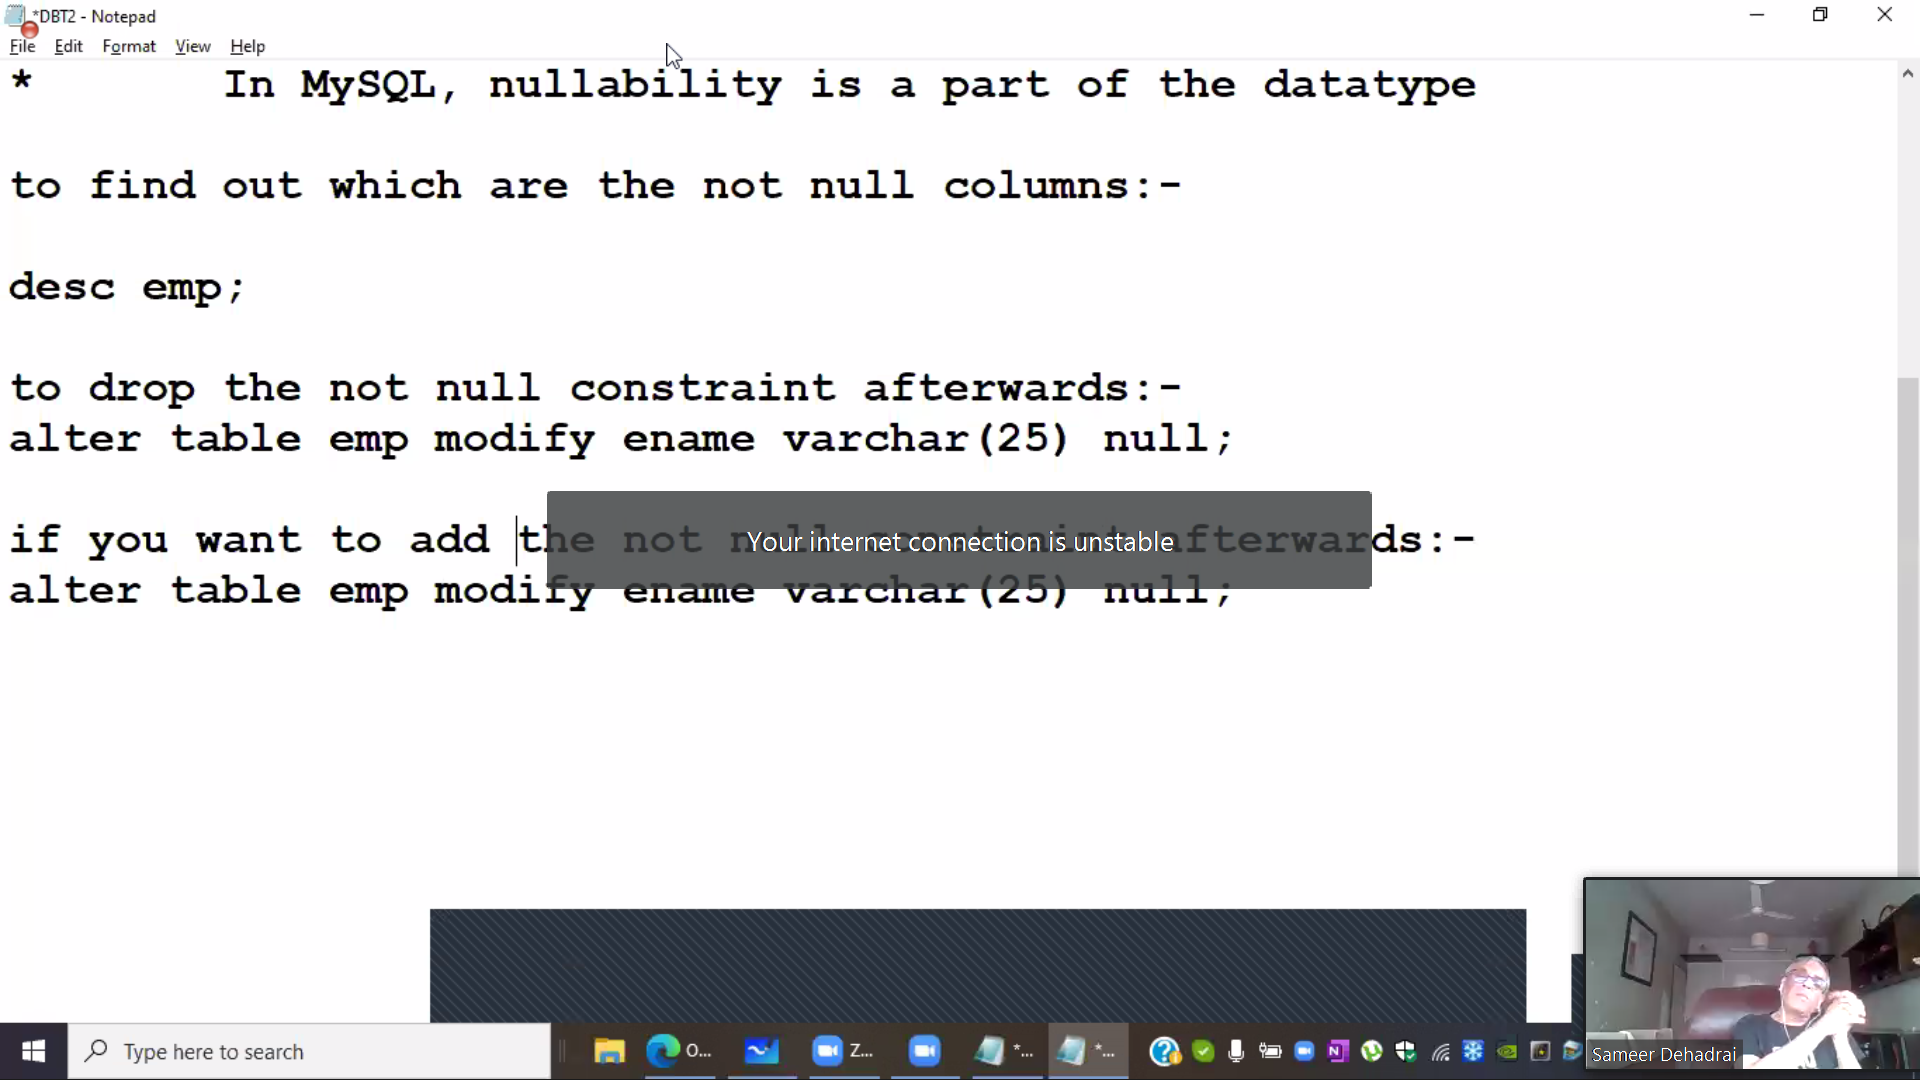 *DBT2 - Notepad
File Edit Format View Help
* In MySQL, nullability is a part of the datatype
to find out which are the not null columns:-
desc emp;
to drop the not null constraint afterwards:-
alter table emp modify ename varchar(25) null;
if you want to add the not null constraint afterwards:-
Your internet connection is unstable
alter table emp modify ename varchar(25) null;
Sameer Dehadrai
Type here to search
O...
Z...
*...
*...